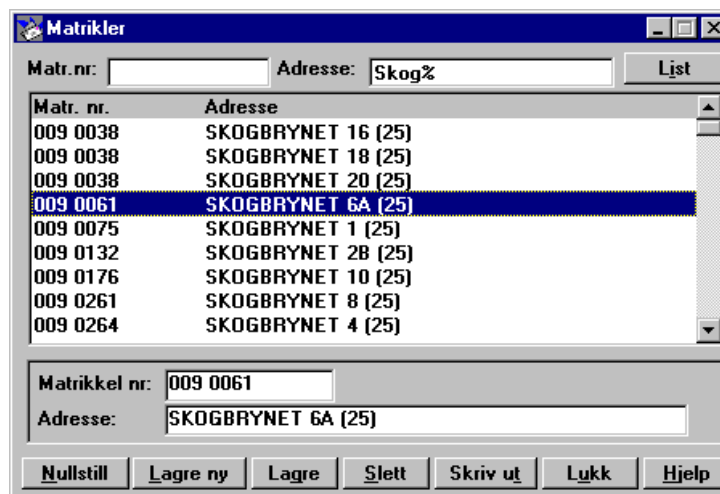 Matrikler
Matr.nr: Adresse: Skog% List
Matr. nr. Adresse
009 0038 SKOGBRYNET 16 (25)
009 0038 SKOGBRYNET 18 (25)
009 0038 SKOGBRYNET 20 (25)
009 0061 SKOGBRYNET 6A (25)
009 0075 SKOGBRYNET 1 (25)
009 0132 SKOGBRYNET 2B (25)
009 0176 SKOGBRYNET 10 (25)
009 0261 SKOGBRYNET 8 (25)
009 0264 SKOGBRYNET 4 (25)
Matrikkel nr: 009 0061
Adresse: SKOGBRYNET 6A (25)
Nullstill Lagre ny Lagre Slett Skriv ut Lukk Hjelp